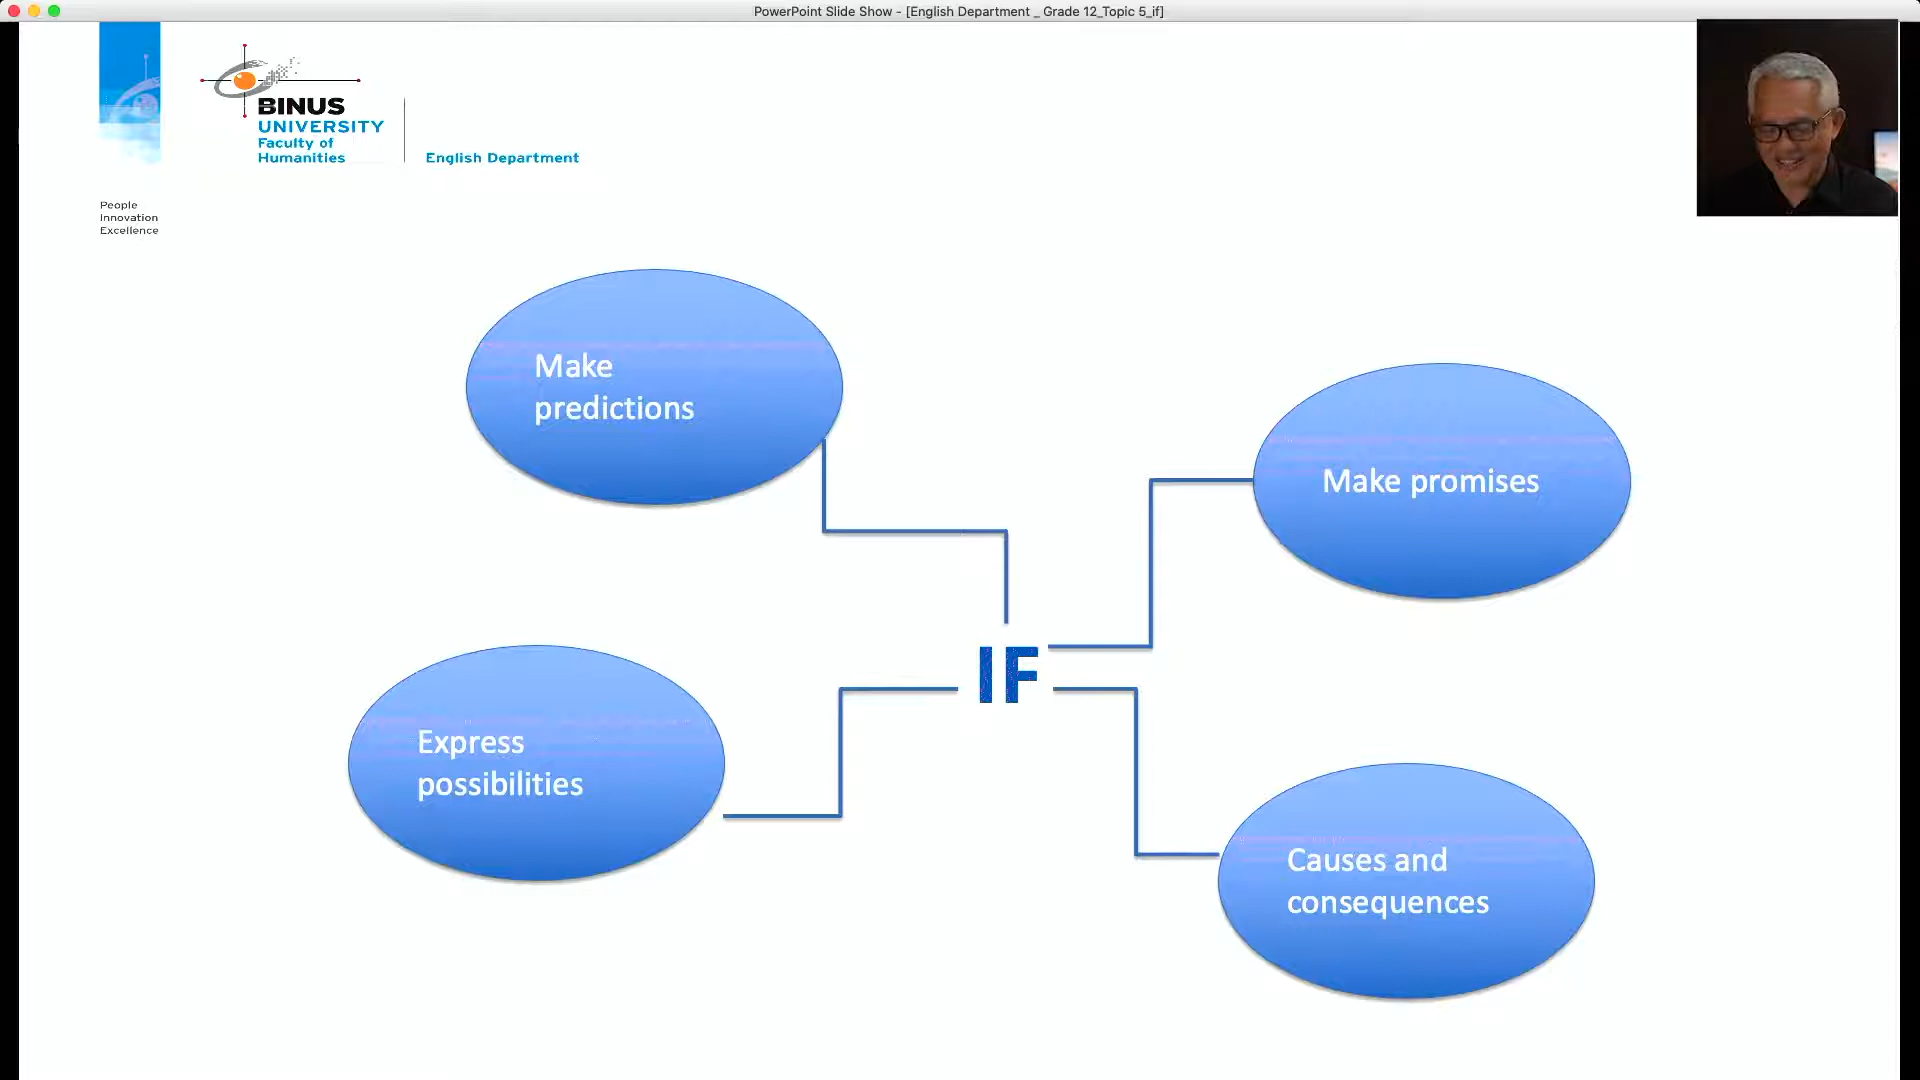 PowerPoint Slide Show - [English Department _ Grade 12_Topic 5_if]
BINUS
UNIVERSITY
Faculty of
Humanities
English Department
People
Innovation
Excellence
Make
predictions
Make promises
IF
Express
possibilities
Causes and
consequences